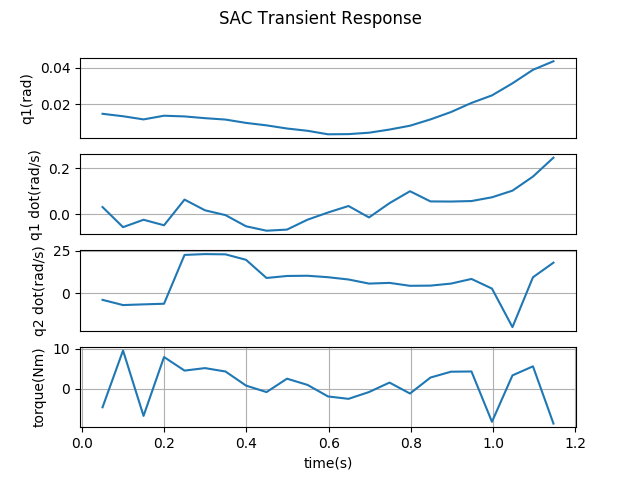 SAC Transient Response
q1(rad)
0.04
0.02
q1 dot(rad/s)
0.2
0.0
q2 dot(rad/s)
25
0
torque(Nm)
10
0
0.0 0.2 0.4 0.6 0.8 1.0 1.2
time(s)